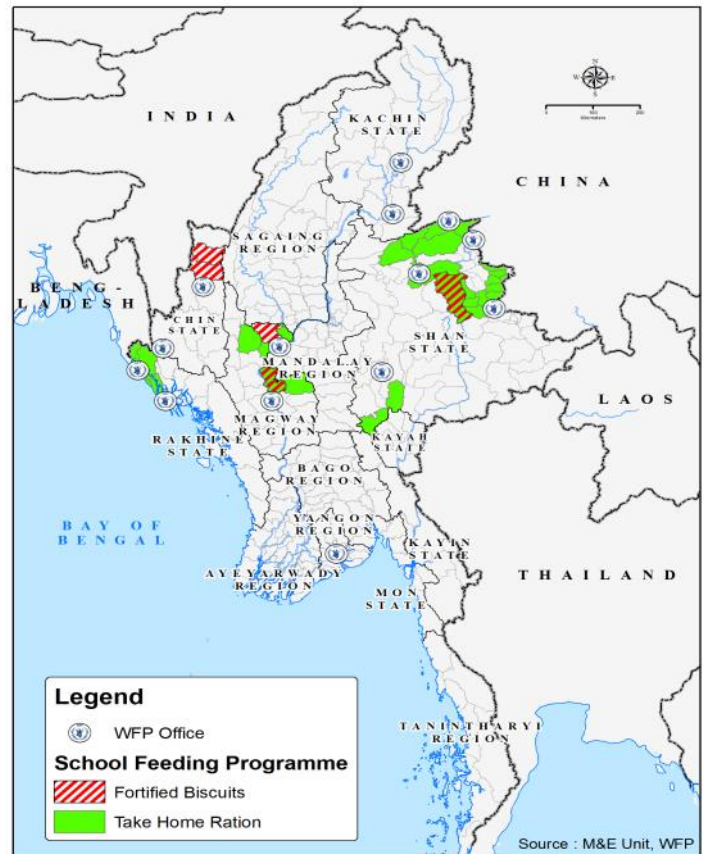 INDIA
KACHIN
STATE
N
W
E
S
CHINA
SAGAING
REGION
BENG-
LADESH
CHIN
STATE
SHAN
STATE
MANDALAY
REGION
LAOS
MAGWAY
REGION
KAYAH
STATE
RAKHINE
STATE
BAGO
REGION
BAY OF
BENGAL
YANGON
REGION
KAYIN
STATE
AYEYARWADY
REGION
THAILAND
MON
STATE
TANINTHARYI
REGION
Legend
WFP Office
School Feeding Programme
Fortified Biscuits
Take Home Ration
Source : M&E Unit, WFP